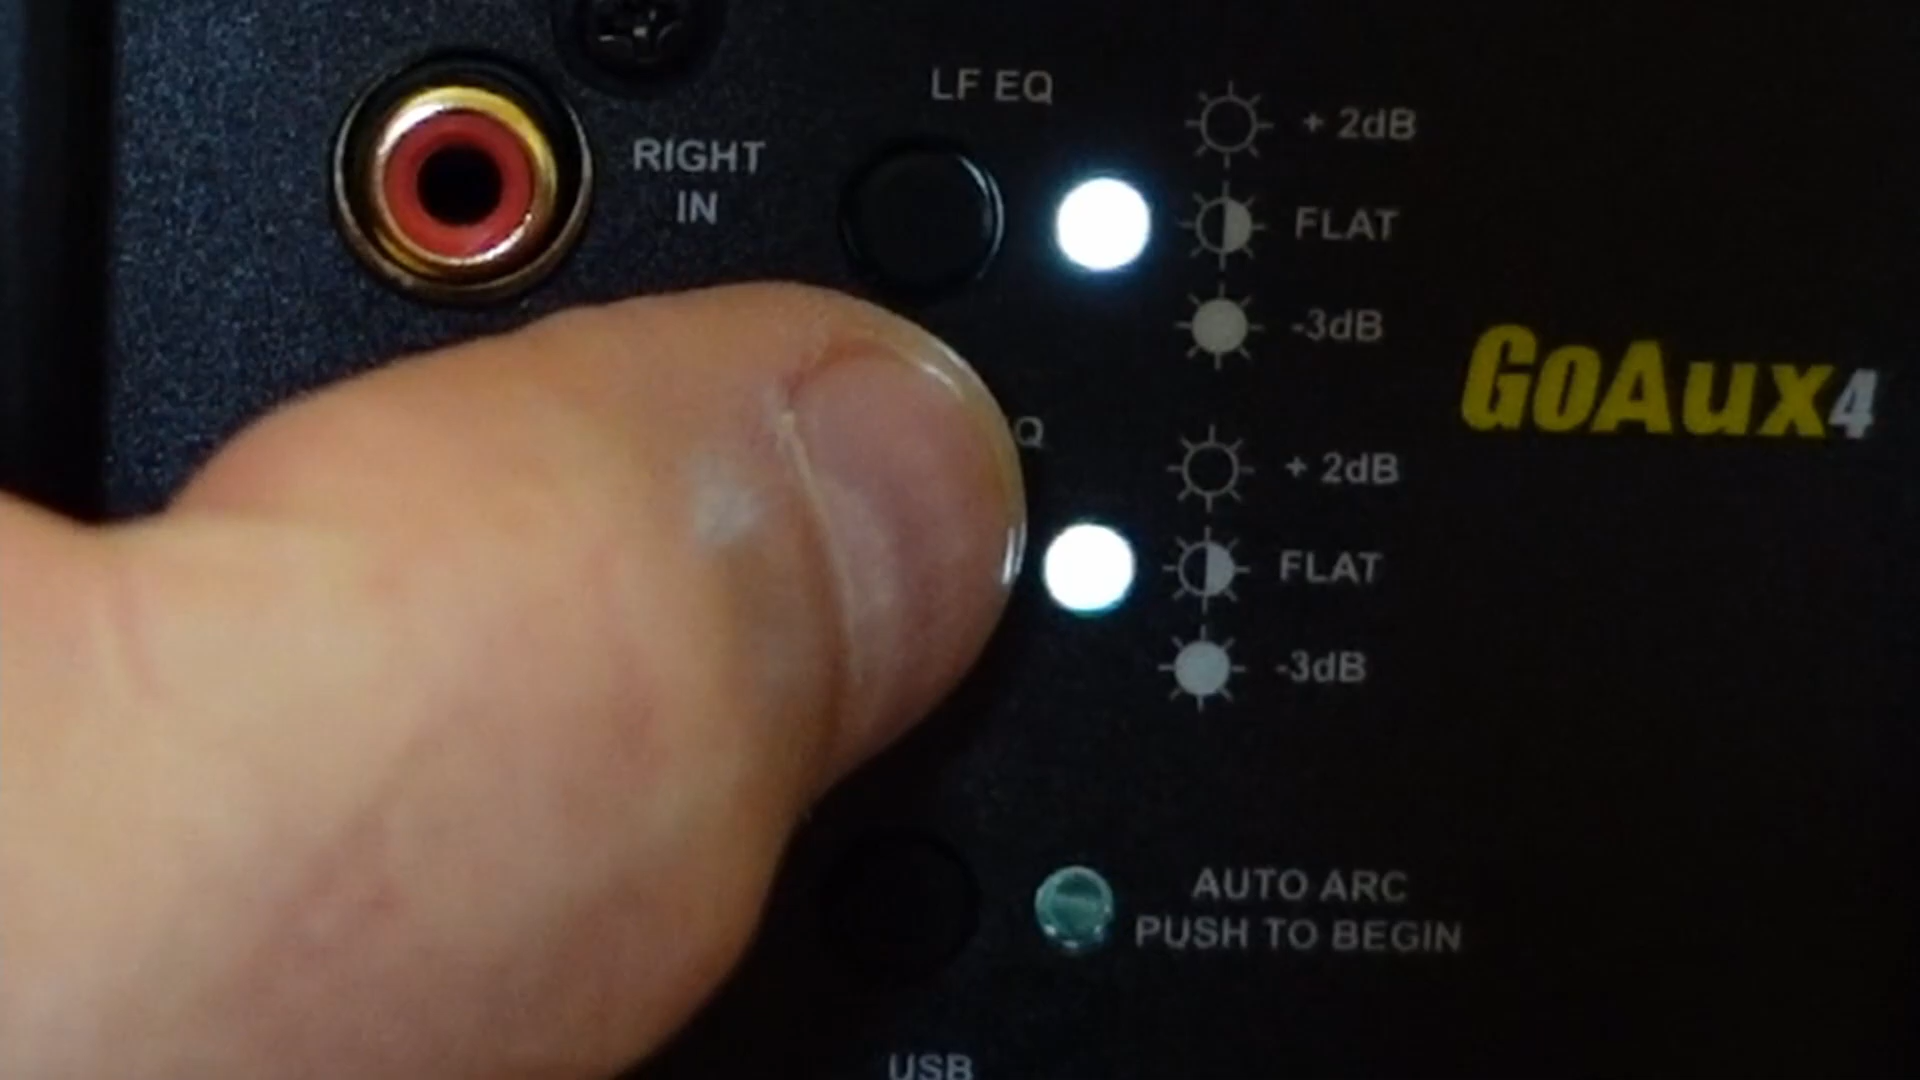 LF EQ
RIGHT
IN
+ 2dB
FLAT
-3dB
GoAux4
+ 2dB
FLAT
-3dB
AUTO ARC
PUSH TO BEGIN
USB